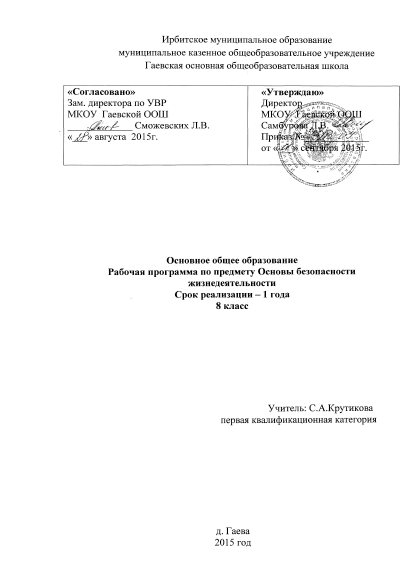 Ирбитское муниципальное образование
муниципальное казенное общеобразовательное учреждение
Гаевская основная общеобразовательная школа
«Согласовано»
Зам. директора по УВР
МКОУ Гаевской ООШ
Сможевских Л.В.
« » августа 2015г.
«Утверждаю»
Директор
МКОУ Гаевской ООШ
Самбурова Л.В.
Приказ №
от « » сентября 2015г.
Основное общее образование
Рабочая программа по предмету Основы безопасности
жизнедеятельности
Срок реализации – 1 года
8 класс
Учитель: С.А.Крутикова
первая квалификационная категория
д. Гаева
2015 год